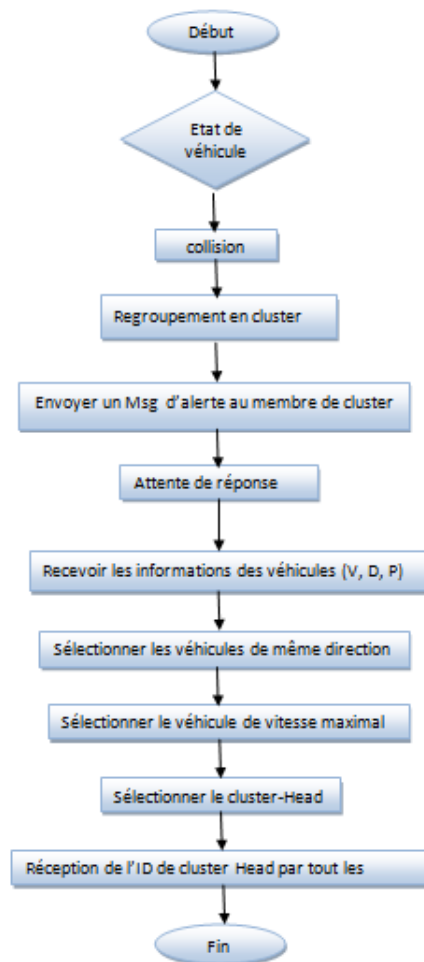 Début
Etat de
véhicule
collision
Regroupement en cluster
Envoyer un Msg d'alerte au membre de cluster
Attente de réponse
Recevoir les informations des véhicules (V, D, P)
Sélectionner les véhicules de même direction
Sélectionner le véhicule de vitesse maximal
Sélectionner le cluster-Head
Réception de l'ID de cluster Head par tout les
Fin